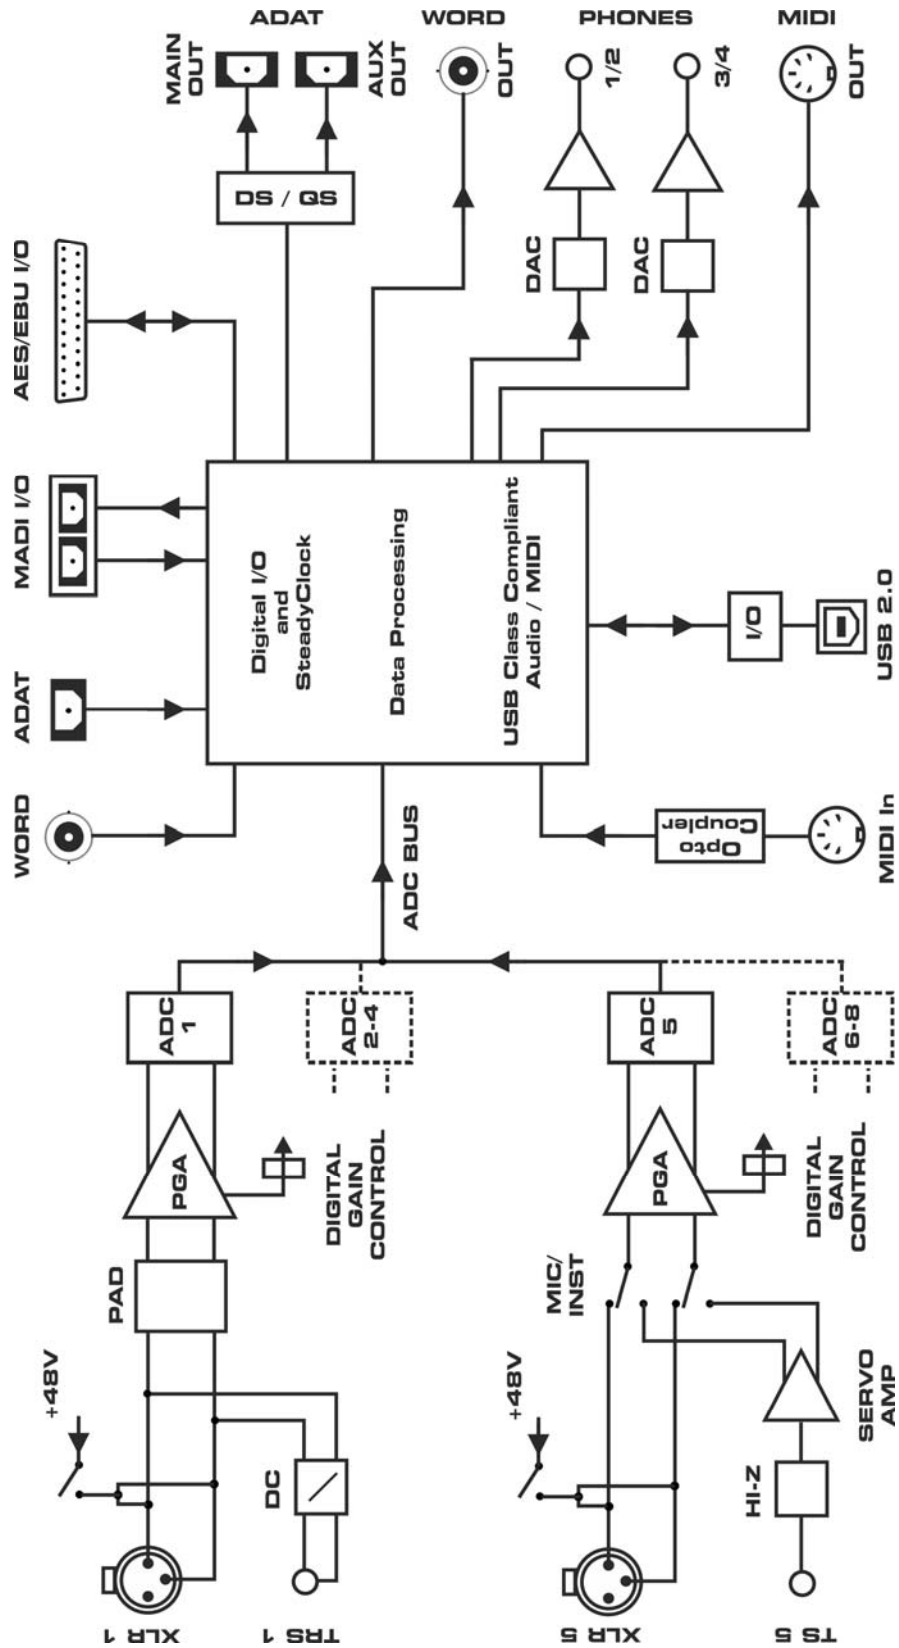 ADAT
WORD
PHONES
MIDI
MAIN
OUT
AUX
OUT
OUT
1/2
3/4
OUT
DS / QS
AES/EBU I/O
DAC
DAC
MADI I/O
Digital I/O
and
SteadyClock
Data Processing
USB Class Compliant
Audio / MIDI
I/O
USB 2.0
ADAT
WORD
ADC BUS
Opto
Coupler
MIDI In
ADC
1
ADC
2-4
ADC
5
ADC
6-8
PGA
DIGITAL
GAIN
CONTROL
PGA
DIGITAL
GAIN
CONTROL
PAD
MIC/
INST
+48V
+48V
SERVO
AMP
DC
HI-Z
XLR 1
TRS 1
XLR 5
TS 5